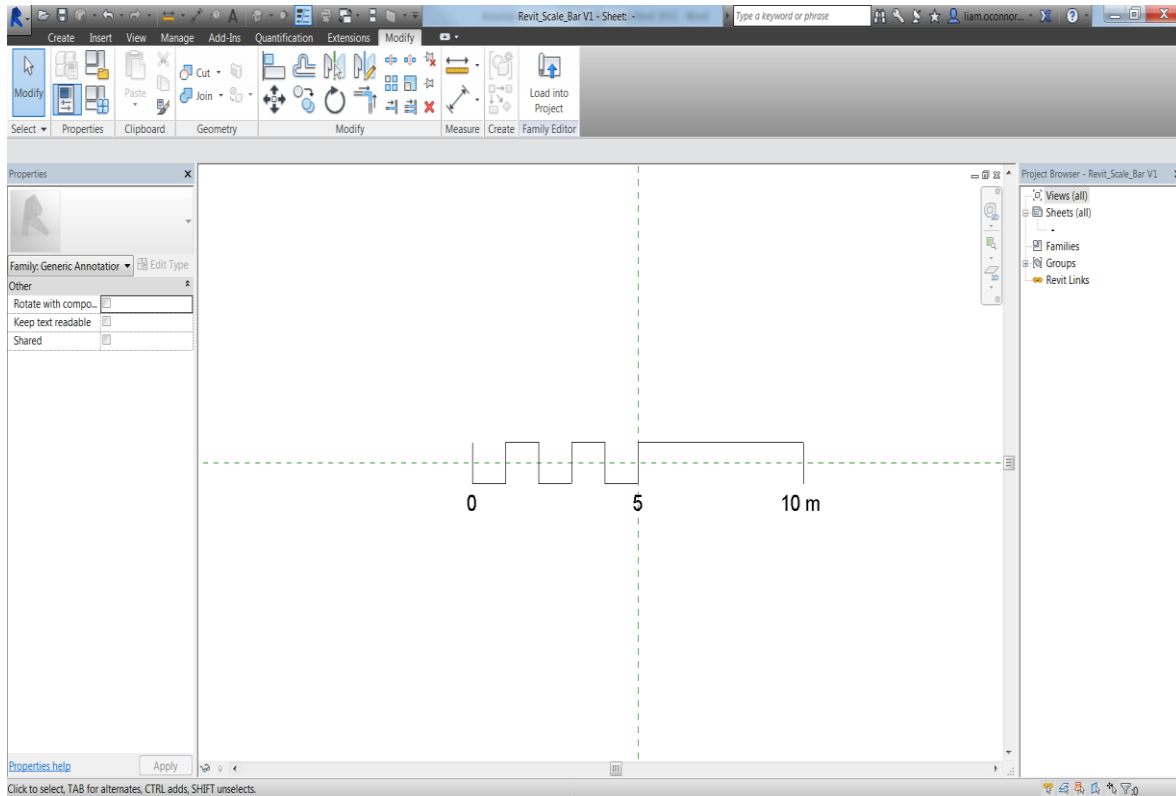 Revit_Scale_Bar V1 - Sheet: -
Type a keyword or phrase
liam.oconnor...
Create Insert View Manage Add-Ins Quantification Extensions Modify
Modify
Paste
Cut
Join
Load into
Project
Select Properties Clipboard Geometry Modify Measure Create Family Editor
Properties
Family: Generic Annotation
Edit Type
Other
Rotate with compo...
Keep text readable
Shared
0 5 10 m
Project Browser - Revit_Scale_Bar V1
Views (all)
Sheets (all)
-
Families
Groups
Revit Links
Properties help
Apply
Click to select, TAB for alternates, CTRL adds, SHIFT unselects.
:0